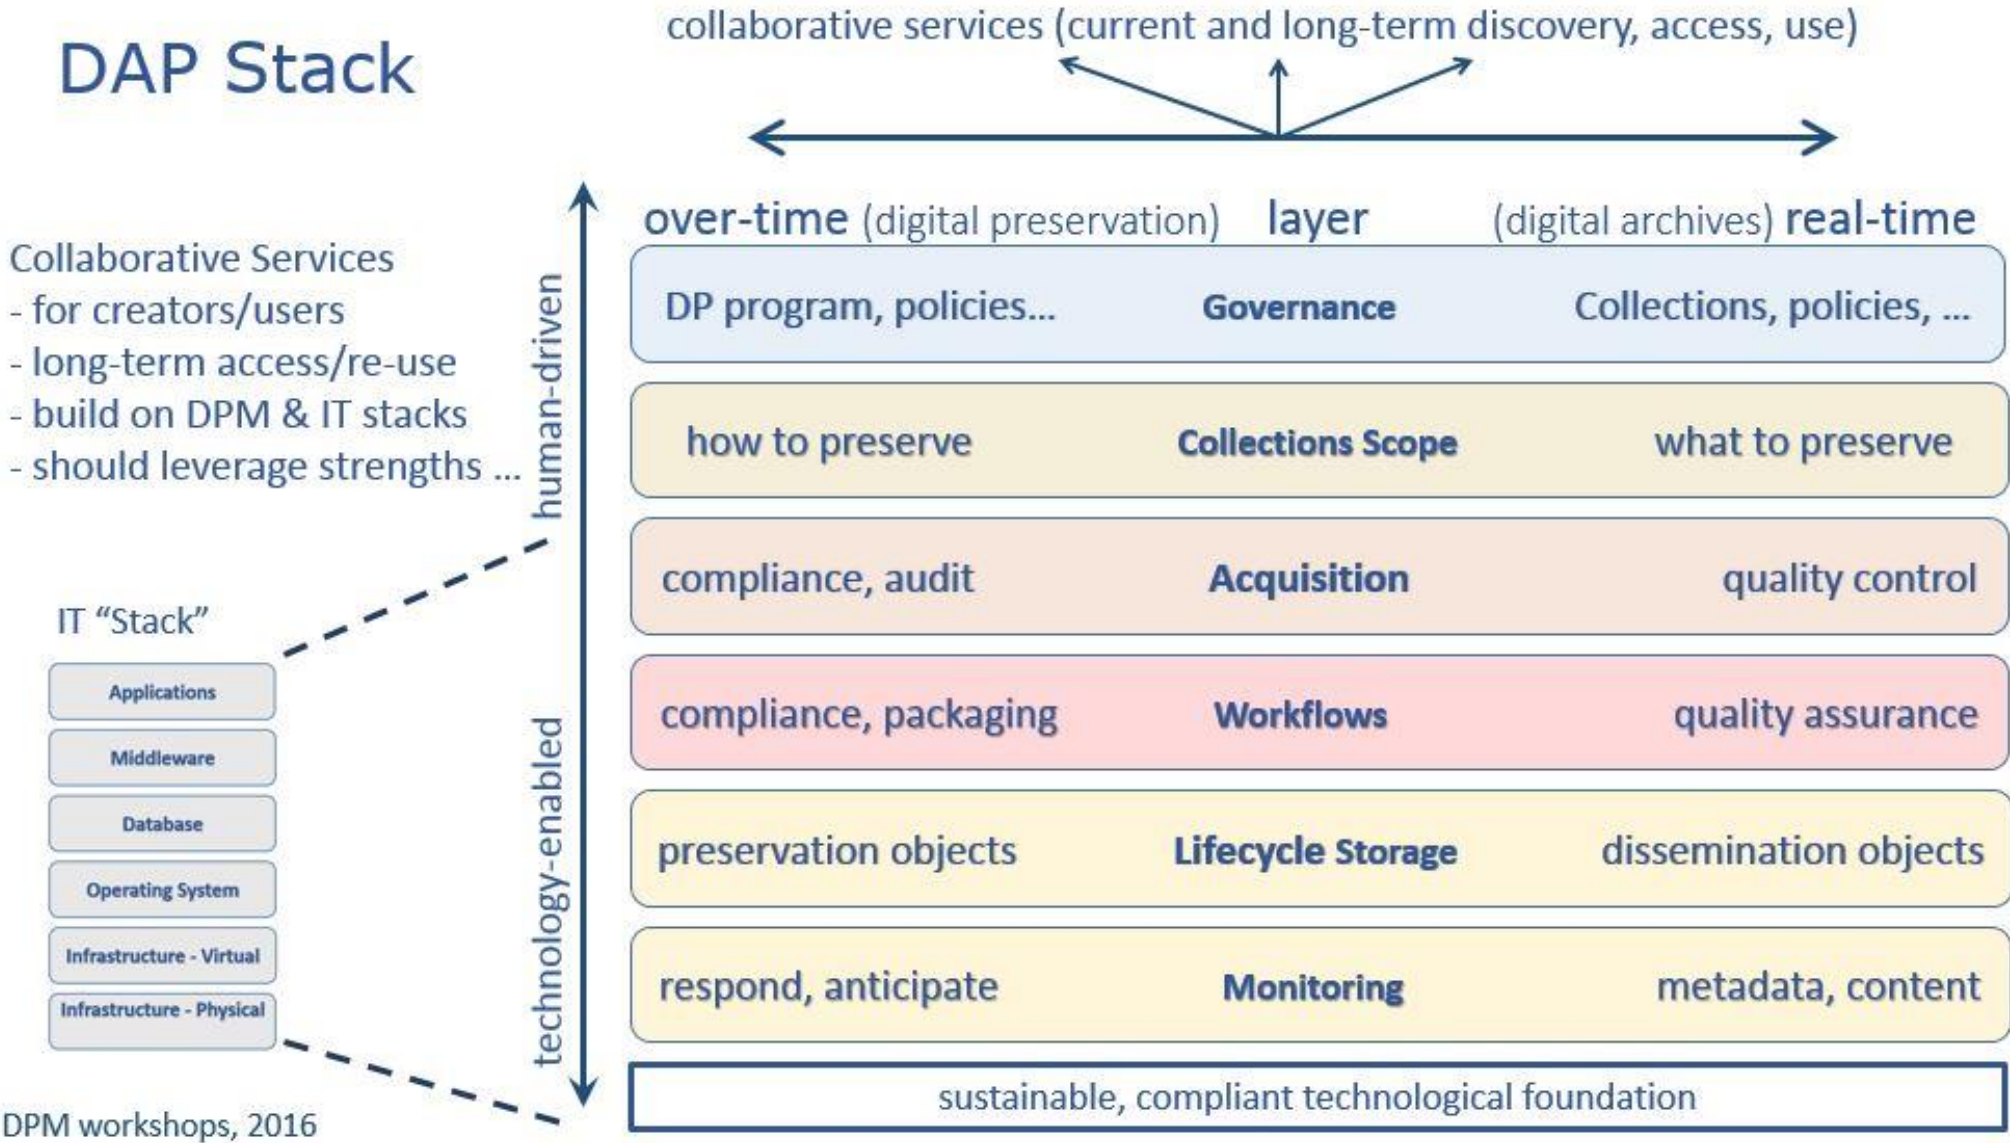 DAP Stack
collaborative services (current and long-term discovery, access, use)
over-time (digital preservation) layer (digital archives) real-time
Collaborative Services
- for creators/users
- long-term access/re-use
- build on DPM & IT stacks
- should leverage strengths ...
human-driven
technology-enabled
DP program, policies... Governance Collections, policies, ...
how to preserve Collections Scope what to preserve
compliance, audit Acquisition quality control
compliance, packaging Workflows quality assurance
preservation objects Lifecycle Storage dissemination objects
respond, anticipate Monitoring metadata, content
sustainable, compliant technological foundation
IT “Stack”
Applications
Middleware
Database
Operating System
Infrastructure - Virtual
Infrastructure - Physical
DPM workshops, 2016